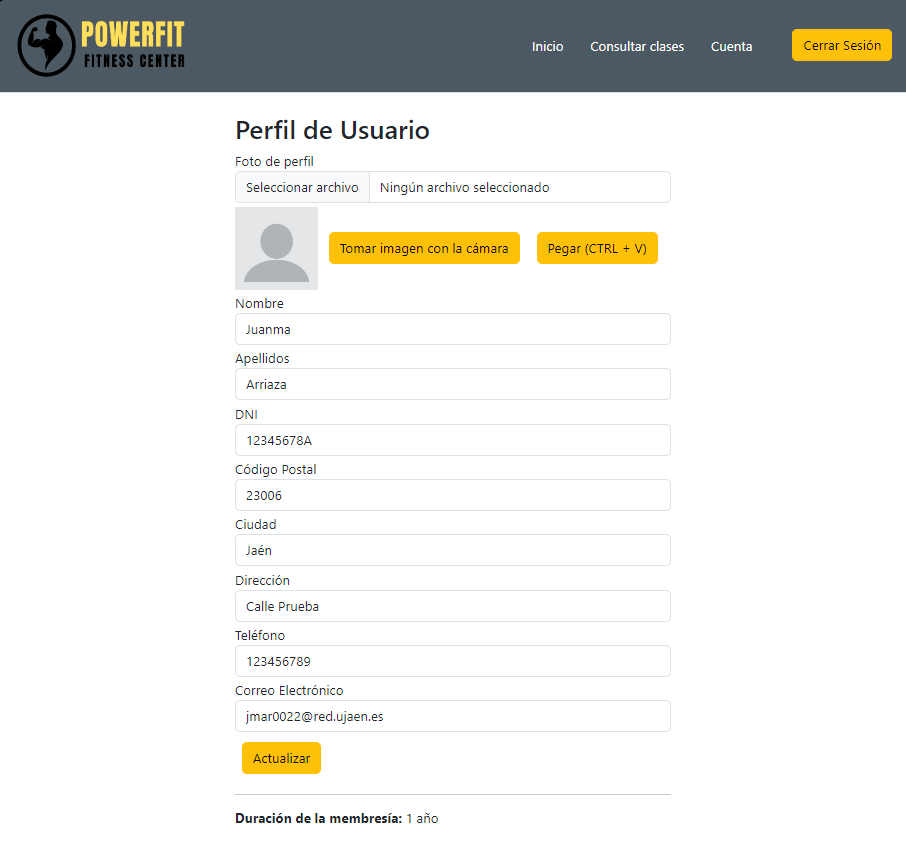 POWERFIT
FITNESS CENTER
Inicio Consultar clases Cuenta Cerrar Sesión
Perfil de Usuario
Foto de perfil
Seleccionar archivo Ningún archivo seleccionado
Tomar imagen con la cámara Pegar (CTRL + V)
Nombre
Juanma
Apellidos
Arriaza
DNI
12345678A
Código Postal
23006
Ciudad
Jaén
Dirección
Calle Prueba
Teléfono
123456789
Correo Electrónico
jmar0022@red.ujaen.es
Actualizar
Duración de la membresía: 1 año